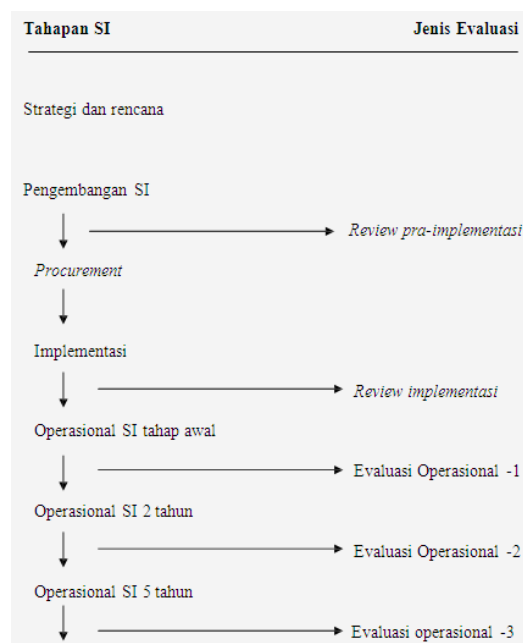 Tahapan SI Jenis Evaluasi
Strategi dan rencana
Pengembangan SI
Review pra-implementasi
Procurement
Implementasi
Review implementasi
Operasional SI tahap awal
Evaluasi Operasional -1
Operasional SI 2 tahun
Evaluasi Operasional -2
Operasional SI 5 tahun
Evaluasi operasional -3